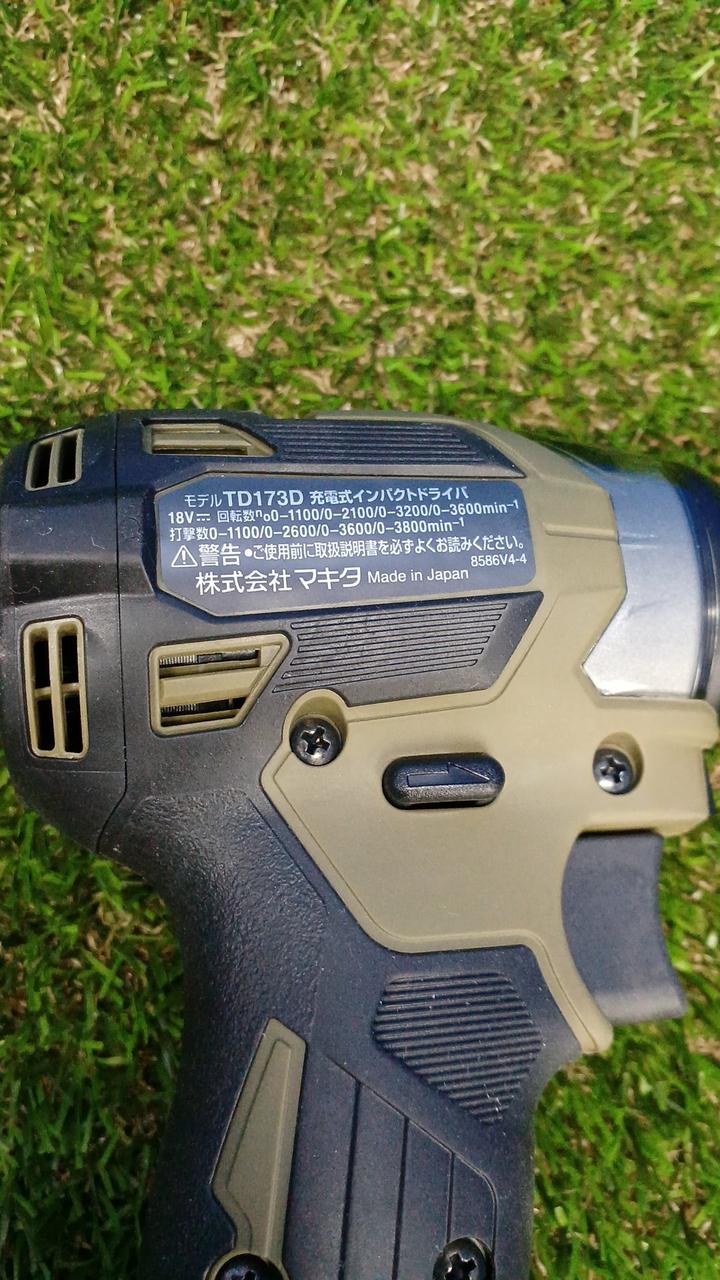 モデルTD173D 充電式インパクトドライバ
18V⎓ 回転数n₀0-1100/0-2100/0-3200/0-3600min⁻¹
打撃数0-1100/0-2600/0-3600/0-3800min⁻¹
⚠警告 •ご使用前に取扱説明書を必ずよくお読みください。
8586V4-4
株式会社マキタ Made in Japan